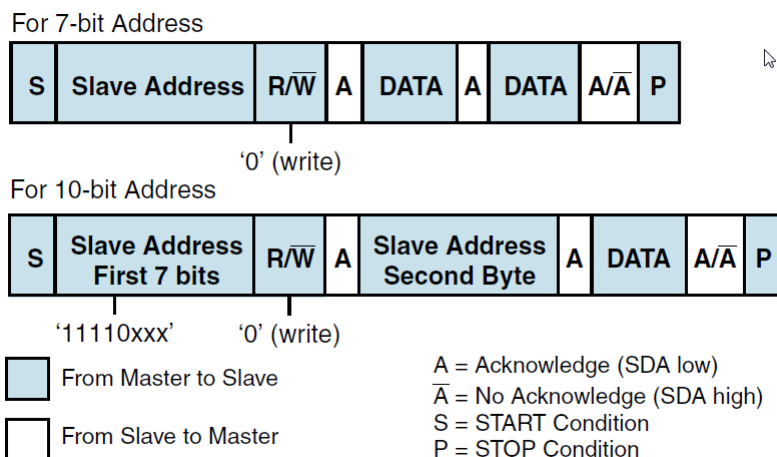 For 7-bit Address
S Slave Address R/W̅ A DATA A DATA A/A̅ P
‘0’ (write)
For 10-bit Address
S Slave Address First 7 bits R/W̅ A Slave Address Second Byte A DATA A/A̅ P
‘11110xxx’ ‘0’ (write)
From Master to Slave
From Slave to Master
A = Acknowledge (SDA low)
A̅ = No Acknowledge (SDA high)
S = START Condition
P = STOP Condition